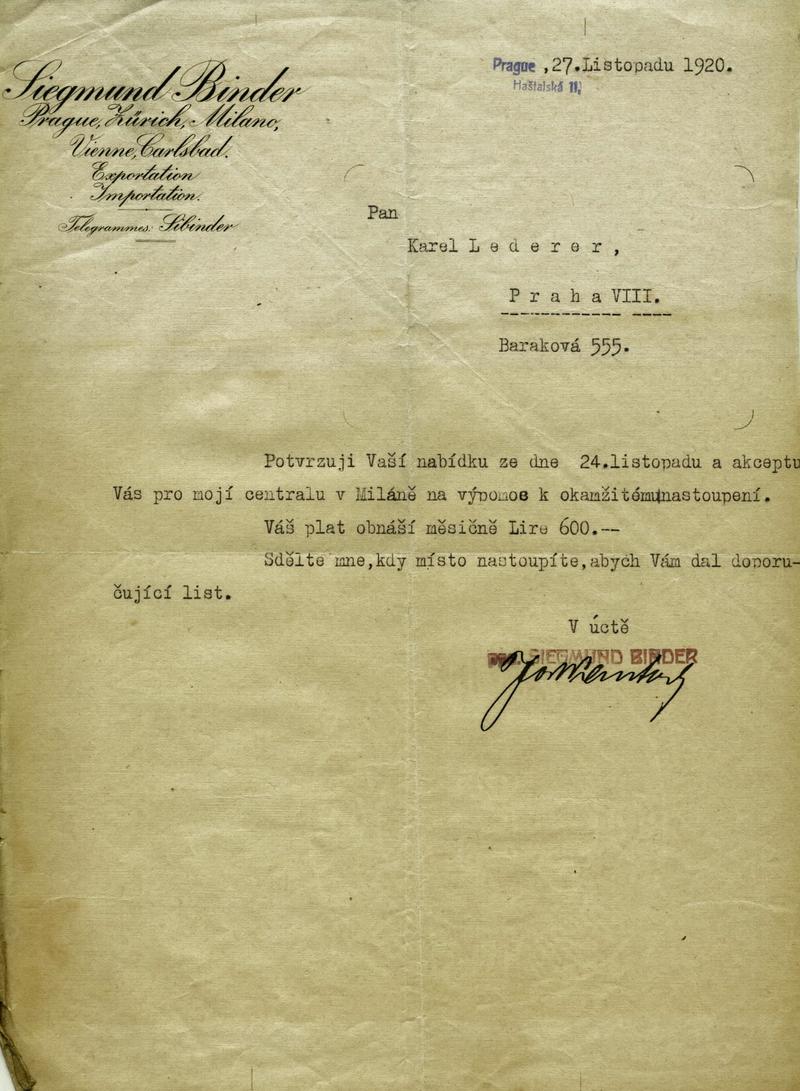 Siegmund Binder
Prague, Zürich, Milano,
Vienne, Carlsbad.
Exportation
Importation.
Telegrammes: Sibinder
Prague, 27.Listopadu 1920.
Haštalská 11,
Pan
Karel Lederer,
Praha VIII.
Baraková 555.
Potvrzuji Vaší nabídku ze dne 24.listopadu a akceptu
Vás pro mojí centralu v Miláně na výpomoc k okamžitému nastoupení.
Váš plat obnáší měsičně Lire 600.--
Sdělte mne,kdy místo nastoupíte,abych Vám dal doporu-
čující list.
V úctě
SIEGMUND BINDER